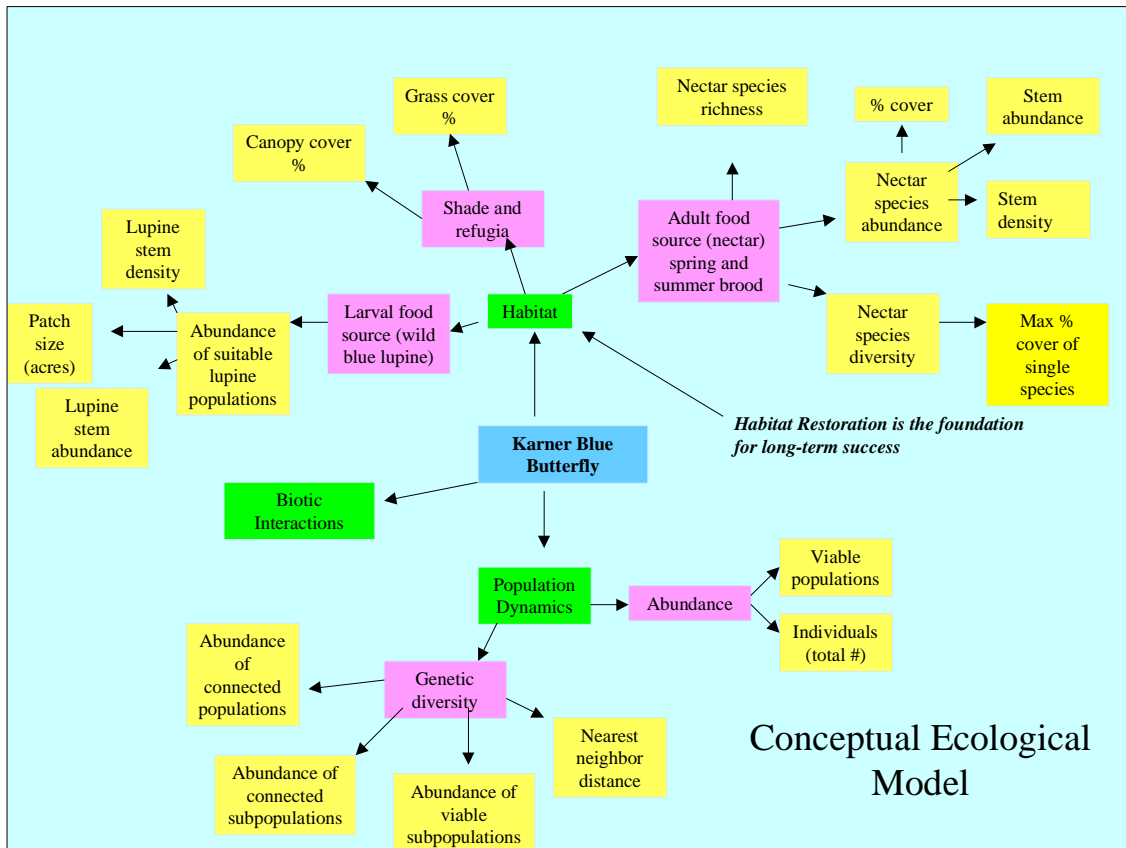 Grass cover
%
Canopy cover
%
Shade and
refugia
Nectar species
richness
% cover
Stem
abundance
Nectar
species
abundance
Stem
density
Adult food
source (nectar)
spring and
summer brood
Lupine
stem
density
Patch
size
(acres)
Abundance
of suitable
lupine
populations
Lupine
stem
abundance
Larval food
source (wild
blue lupine)
Habitat
Nectar
species
diversity
Max %
cover of
single
species
Habitat Restoration is the foundation
for long-term success
Karner Blue
Butterfly
Biotic
Interactions
Population
Dynamics
Abundance
Viable
populations
Individuals
(total #)
Abundance
of
connected
populations
Genetic
diversity
Nearest
neighbor
distance
Abundance of
connected
subpopulations
Abundance of
viable
subpopulations
Conceptual Ecological
Model